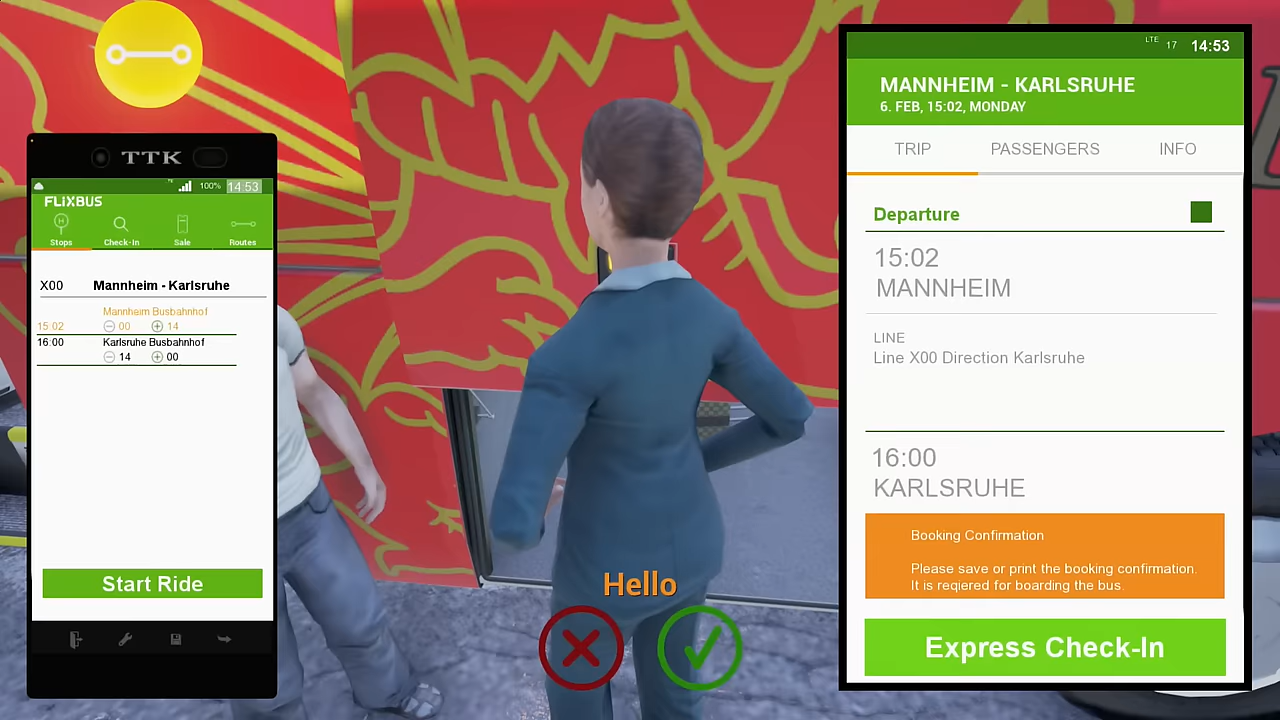 TTK
100% 14:53
FLiXBUS
H
Stops Check-In Sale Routes
X00 Mannheim - Karlsruhe
Mannheim Busbahnhof
15:02 00 14
16:00 Karlsruhe Busbahnhof
14 00
Start Ride
Hello
LTE 17 14:53
MANNHEIM - KARLSRUHE
6. FEB, 15:02, MONDAY
TRIP PASSENGERS INFO
Departure
15:02
MANNHEIM
LINE
Line X00 Direction Karlsruhe
16:00
KARLSRUHE
Booking Confirmation
Please save or print the booking confirmation.
It is reqiered for boarding the bus.
Express Check-In